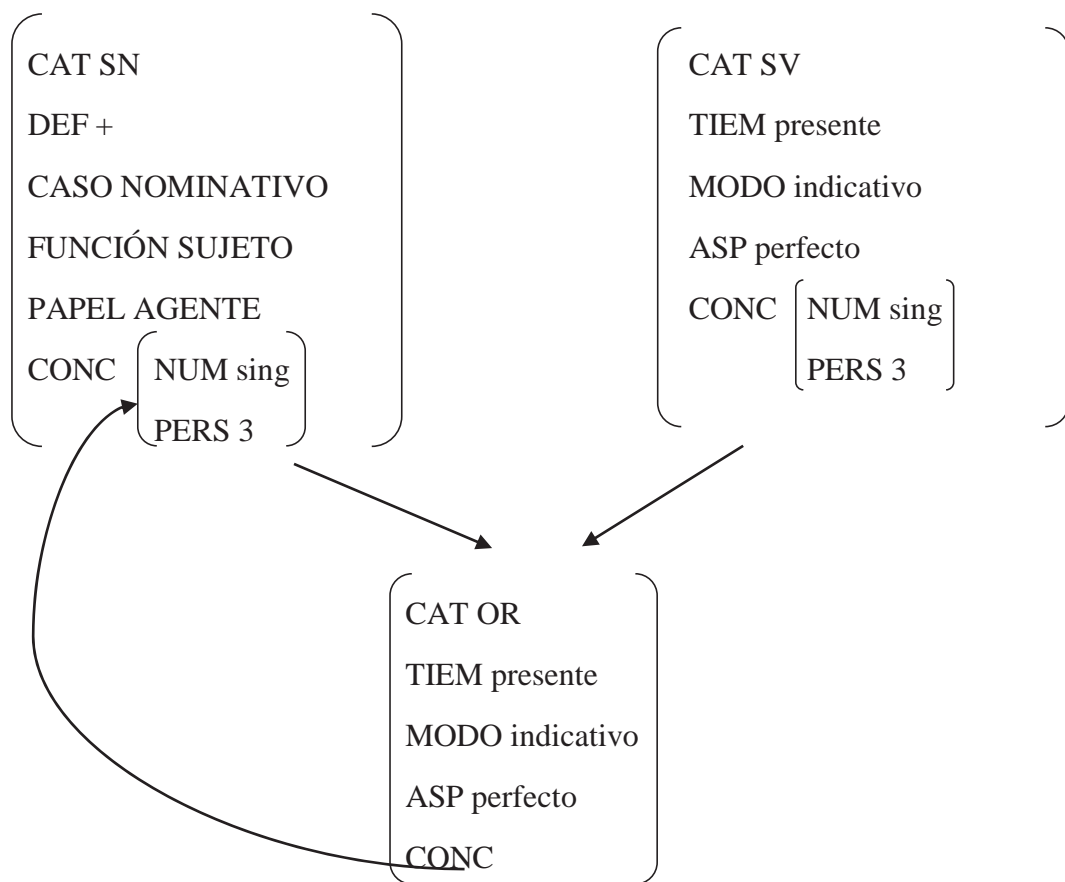 CAT SN
DEF +
CASO NOMINATIVO
FUNCIÓN SUJETO
PAPEL AGENTE
CONC NUM sing
PERS 3
CAT SV
TIEM presente
MODO indicativo
ASP perfecto
CONC NUM sing
PERS 3
CAT OR
TIEM presente
MODO indicativo
ASP perfecto
CONC